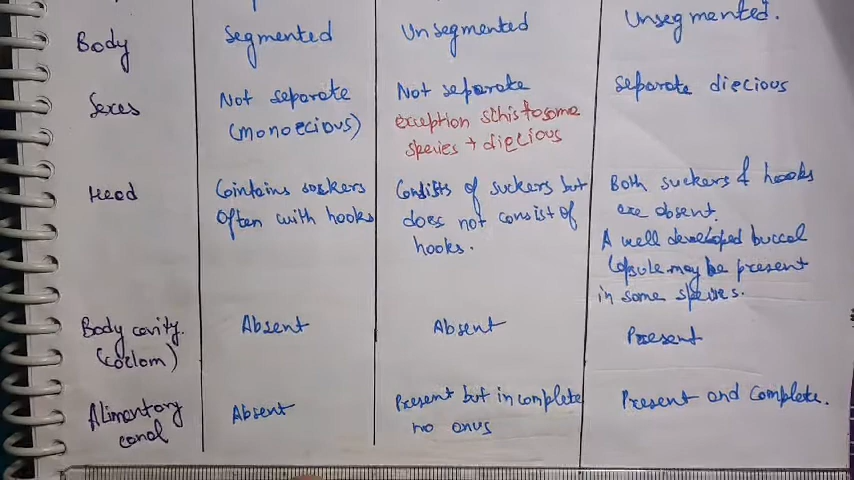 Body
Segmented
Unsegmented
Unsegmented.
Sexes
Not separate
(monoecious)
Not separate
exception schistosome
species + diecious
separate diecious
Head
Contains suckers
often with hooks
Consists of suckers but
does not consist of
hooks.
Both suckers & hooks
are absent.
A well developed buccal
capsule may be present
in some species.
Body cavity.
(coelom)
Absent
Absent
Present
Alimentory
canal
Absent
Present but incomplete
no anus
Present and Complete.